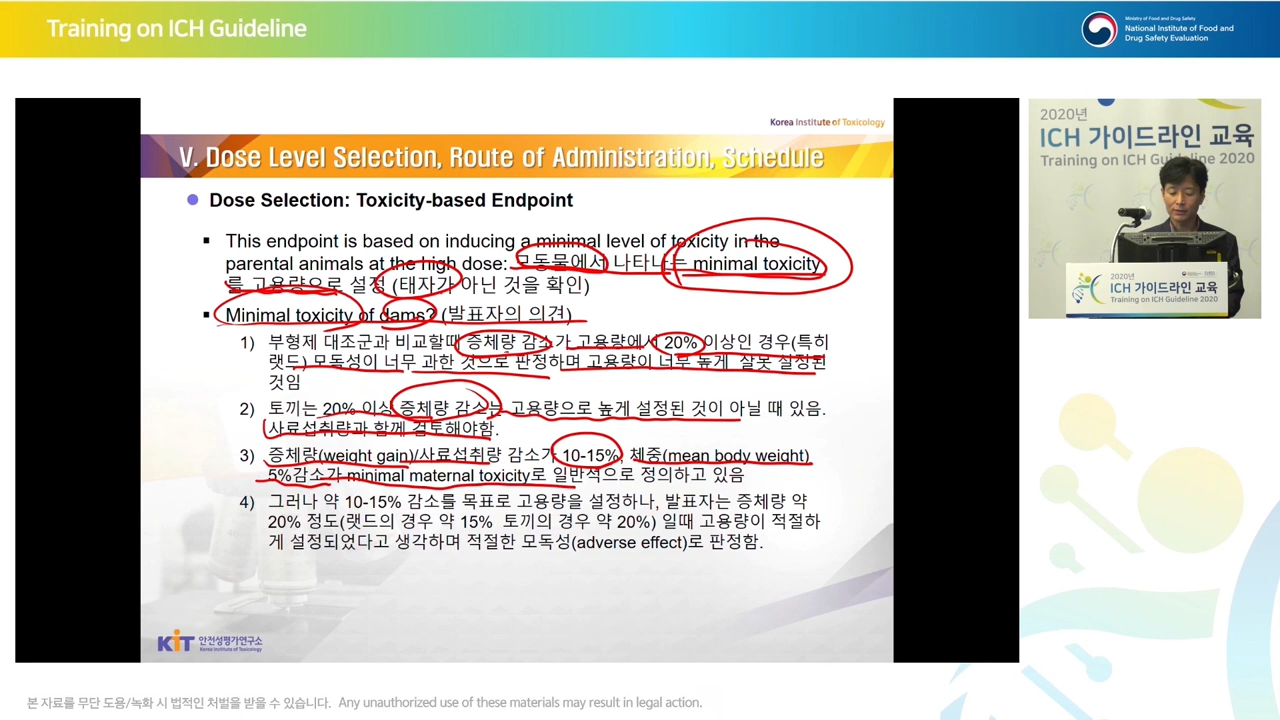 Training on ICH Guideline
Ministry of Food and Drug Safety
National Institute of Food and
Drug Safety Evaluation
Korea Institute of Toxicology
V. Dose Level Selection, Route of Administration, Schedule
● Dose Selection: Toxicity-based Endpoint
▪ This endpoint is based on inducing a minimal level of toxicity in the
parental animals at the high dose: 모동물에서 나타나는 minimal toxicity
를 고용량으로 설정 (태자가 아닌 것을 확인)
▪ Minimal toxicity of dams? (발표자의 의견)
1) 부형제 대조군과 비교할때 증체량 감소가 고용량에서 20% 이상인 경우(특히
랫드) 모독성이 너무 과한 것으로 판정하며 고용량이 너무 높게 잘못 설정된
것임
2) 토끼는 20% 이상 증체량 감소는 고용량으로 높게 설정된 것이 아닐 때 있음.
사료섭취량과 함께 검토해야함.
3) 증체량(weight gain)/사료섭취량 감소가 10-15%, 체중(mean body weight)
5%감소가 minimal maternal toxicity로 일반적으로 정의하고 있음
4) 그러나 약 10-15% 감소를 목표로 고용량을 설정하나, 발표자는 증체량 약
20% 정도(랫드의 경우 약 15% 토끼의 경우 약 20%) 일때 고용량이 적절하
게 설정되었다고 생각하며 적절한 모독성(adverse effect)로 판정함.
KIT 안전성평가연구소
Korea Institute of Toxicology
2020년
ICH 가이드라인 교육
Training on ICH Guideline 2020
2020년
ICH 가이드라인 교육
Training on ICH Guideline 2020
본 자료를 무단 도용/녹화 시 법적인 처벌을 받을 수 있습니다. Any unauthorized use of these materials may result in legal action.